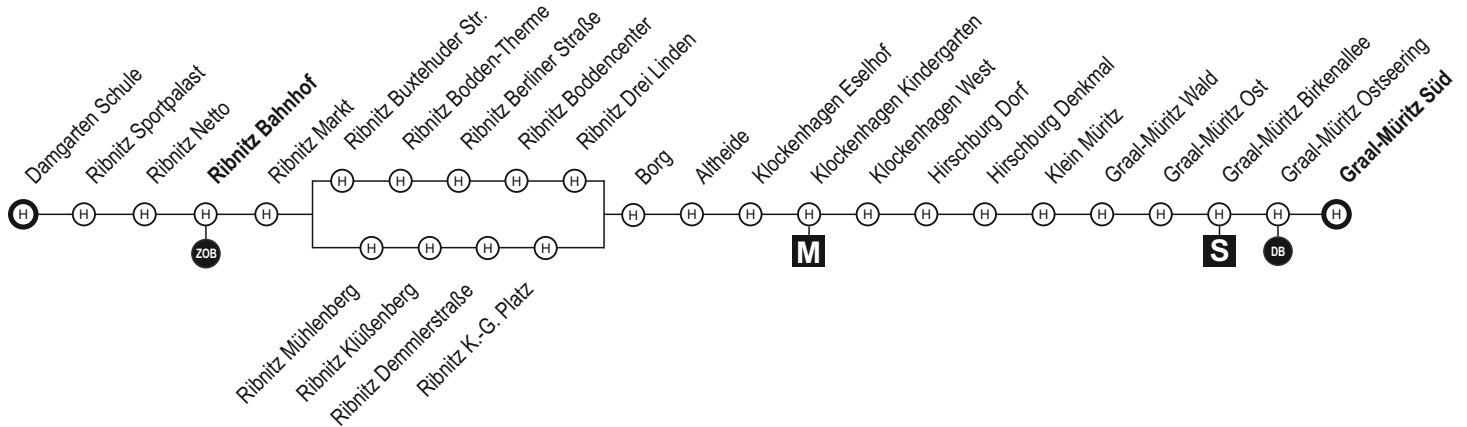 Damgarten Schule
Ribnitz Sportpalast
Ribnitz Netto
Ribnitz Bahnhof
Ribnitz Markt
Ribnitz Buxtehuder Str.
Ribnitz Bodden-Therme
Ribnitz Berliner Straße
Ribnitz Boddencenter
Ribnitz Drei Linden
Borg
Altheide
Klockenhagen Eselhof
Klockenhagen Kindergarten
Klockenhagen West
Hirschburg Dorf
Hirschburg Denkmal
Klein Müritz
Graal-Müritz Wald
Graal-Müritz Ost
Graal-Müritz Birkenallee
Graal-Müritz Ostseering
Graal-Müritz Süd
H H H H H H H H H H
H H H H H H H H H H H H H H H H H H
H H H H
ZOB
M
S
DB
Ribnitz Mühlenberg
Ribnitz Klüßenberg
Ribnitz Demmlerstraße
Ribnitz K.-G. Platz